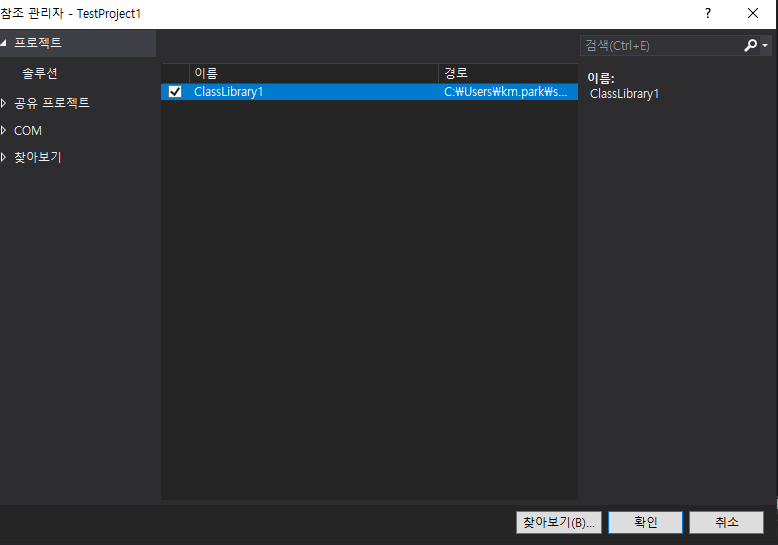 참조 관리자 - TestProject1
?
프로젝트
검색(Ctrl+E)
솔루션
이름 경로
이름:
ClassLibrary1 C:₩Users₩km.park₩s...
ClassLibrary1
공유 프로젝트
COM
찾아보기
찾아보기(B)... 확인 취소